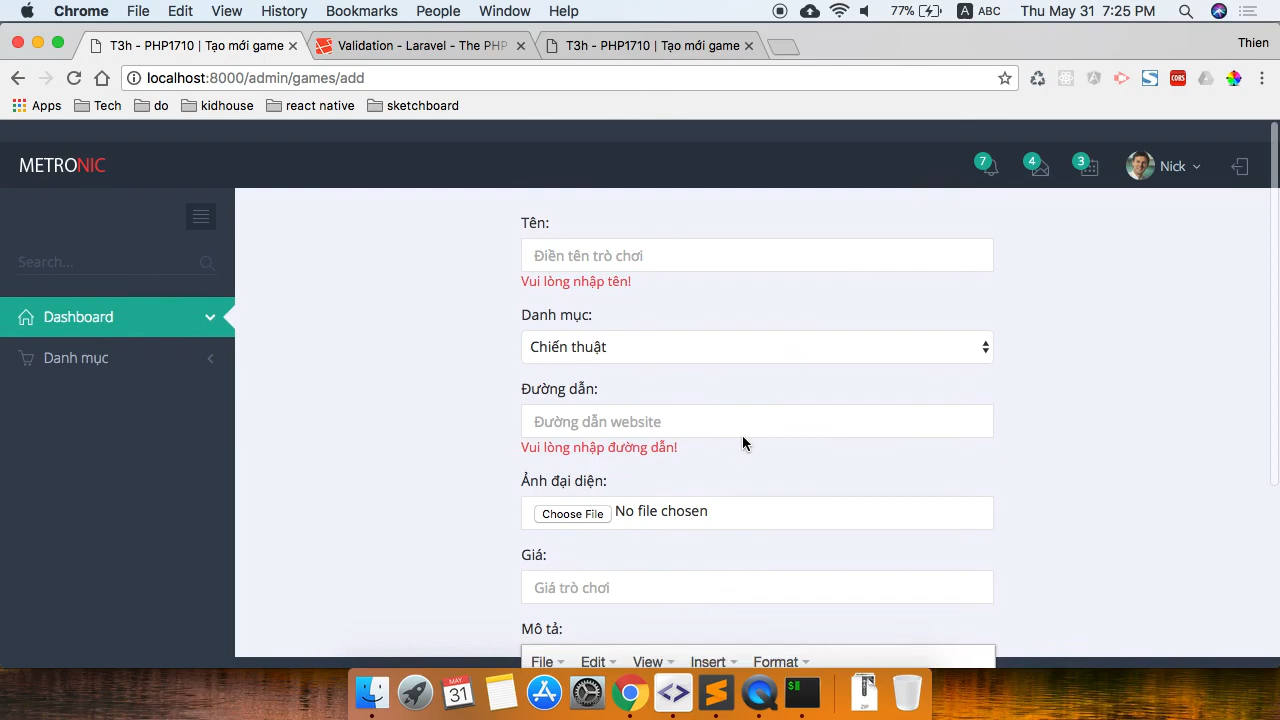 Chrome File Edit View History Bookmarks People Window Help 77% A ABC Thu May 31 7:25 PM
T3h - PHP1710 | Tạo mới game Validation - Laravel - The PHP T3h - PHP1710 | Tạo mới game Thien
localhost:8000/admin/games/add
Apps Tech do kidhouse react native sketchboard
METRONIC 7 4 3 Nick
Tên:
Search...
Điền tên trò chơi
Vui lòng nhập tên!
Dashboard
Danh mục:
Danh mục
Chiến thuật
Đường dẫn:
Đường dẫn website
Vui lòng nhập đường dẫn!
Ảnh đại diện:
Choose File No file chosen
Giá:
Giá trò chơi
Mô tả:
File Edit View Insert Format
MAY
31
ZIP